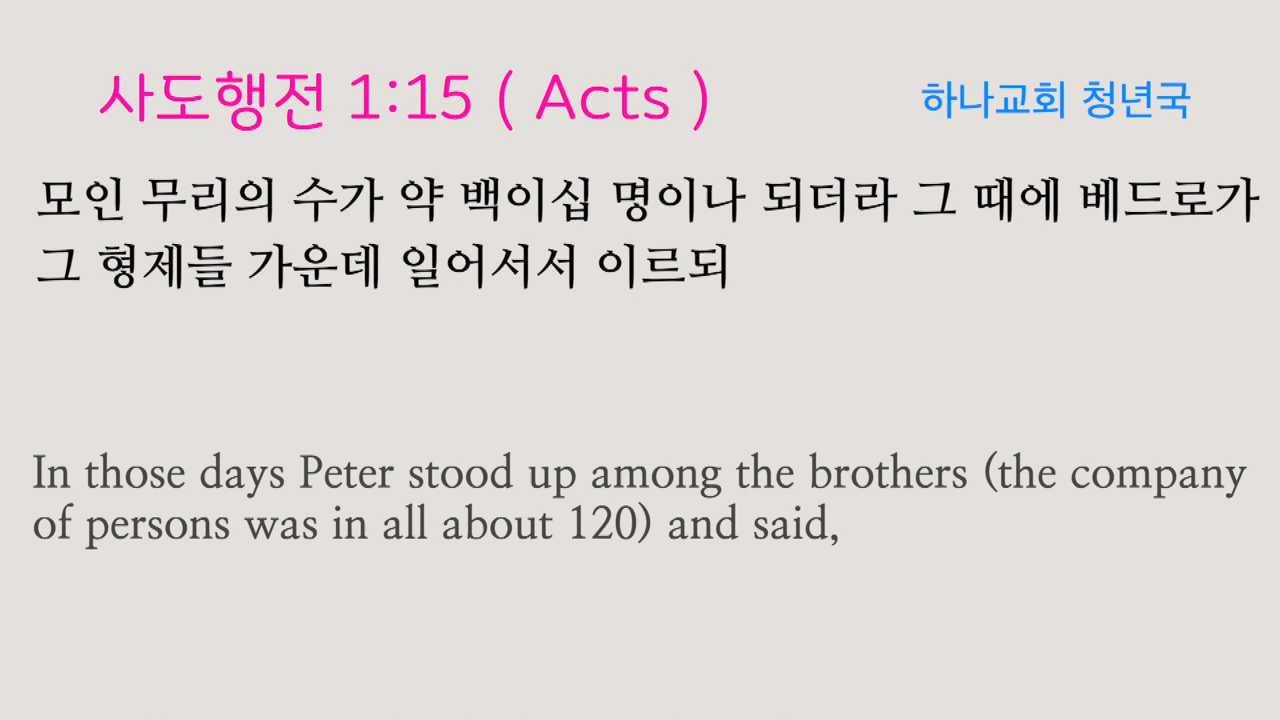 사도행전 1:15 ( Acts )
하나교회 청년국
모인 무리의 수가 약 백이십 명이나 되더라 그 때에 베드로가
그 형제들 가운데 일어서서 이르되
In those days Peter stood up among the brothers (the company
of persons was in all about 120) and said,